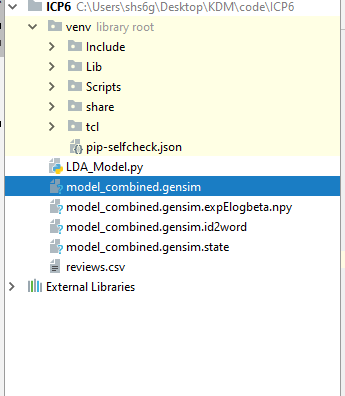 ICP6 C:\Users\shs6g\Desktop\KDM\code\ICP6
venv library root
Include
Lib
Scripts
share
tcl
pip-selfcheck.json
LDA_Model.py
model_combined.gensim
model_combined.gensim.expElogbeta.npy
model_combined.gensim.id2word
model_combined.gensim.state
reviews.csv
External Libraries